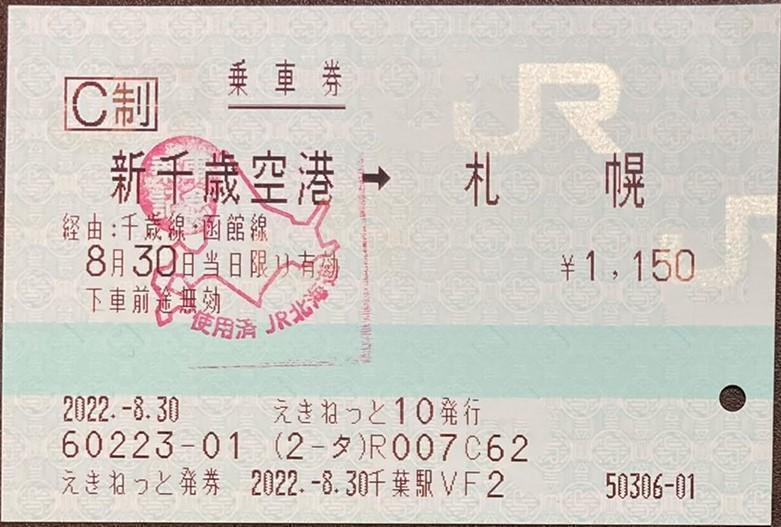 乗車券
C制
新千歳空港 → 札幌
経由:千歳線・函館線
8月30日当日限り有効 ¥1,150
下車前途無効
使用済 JR北海道
2022.-8.30 えきねっと10発行
60223-01 (2-タ)R007C62
えきねっと発券 2022.-8.30千葉駅VF2 50306-01
JR
JR